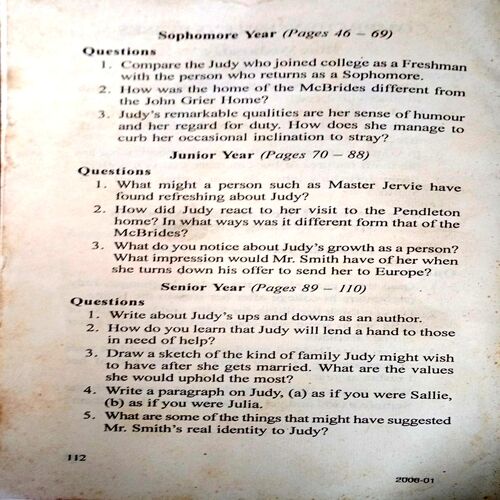 Sophomore Year (Pages 46 – 69)
Questions
1. Compare the Judy who joined college as a Freshman
with the person who returns as a Sophomore.
2. How was the home of the McBrides different from
the John Grier Home?
3. Judy's remarkable qualities are her sense of humour
and her regard for duty. How does she manage to
curb her occasional inclination to stray?
Junior Year (Pages 70 – 88)
Questions
1. What might a person such as Master Jervie have
found refreshing about Judy?
2. How did Judy react to her visit to the Pendleton
home? In what ways was it different form that of the
McBrides?
3. What do you notice about Judy's growth as a person?
What impression would Mr. Smith have of her when
she turns down his offer to send her to Europe?
Senior Year (Pages 89 – 110)
Questions
1. Write about Judy's ups and downs as an author.
2. How do you learn that Judy will lend a hand to those
in need of help?
3. Draw a sketch of the kind of family Judy might wish
to have after she gets married. What are the values
she would uphold the most?
4. Write a paragraph on Judy, (a) as if you were Sallie,
(b) as if you were Julia.
5. What are some of the things that might have suggested
Mr. Smith's real identity to Judy?
112
2006-01